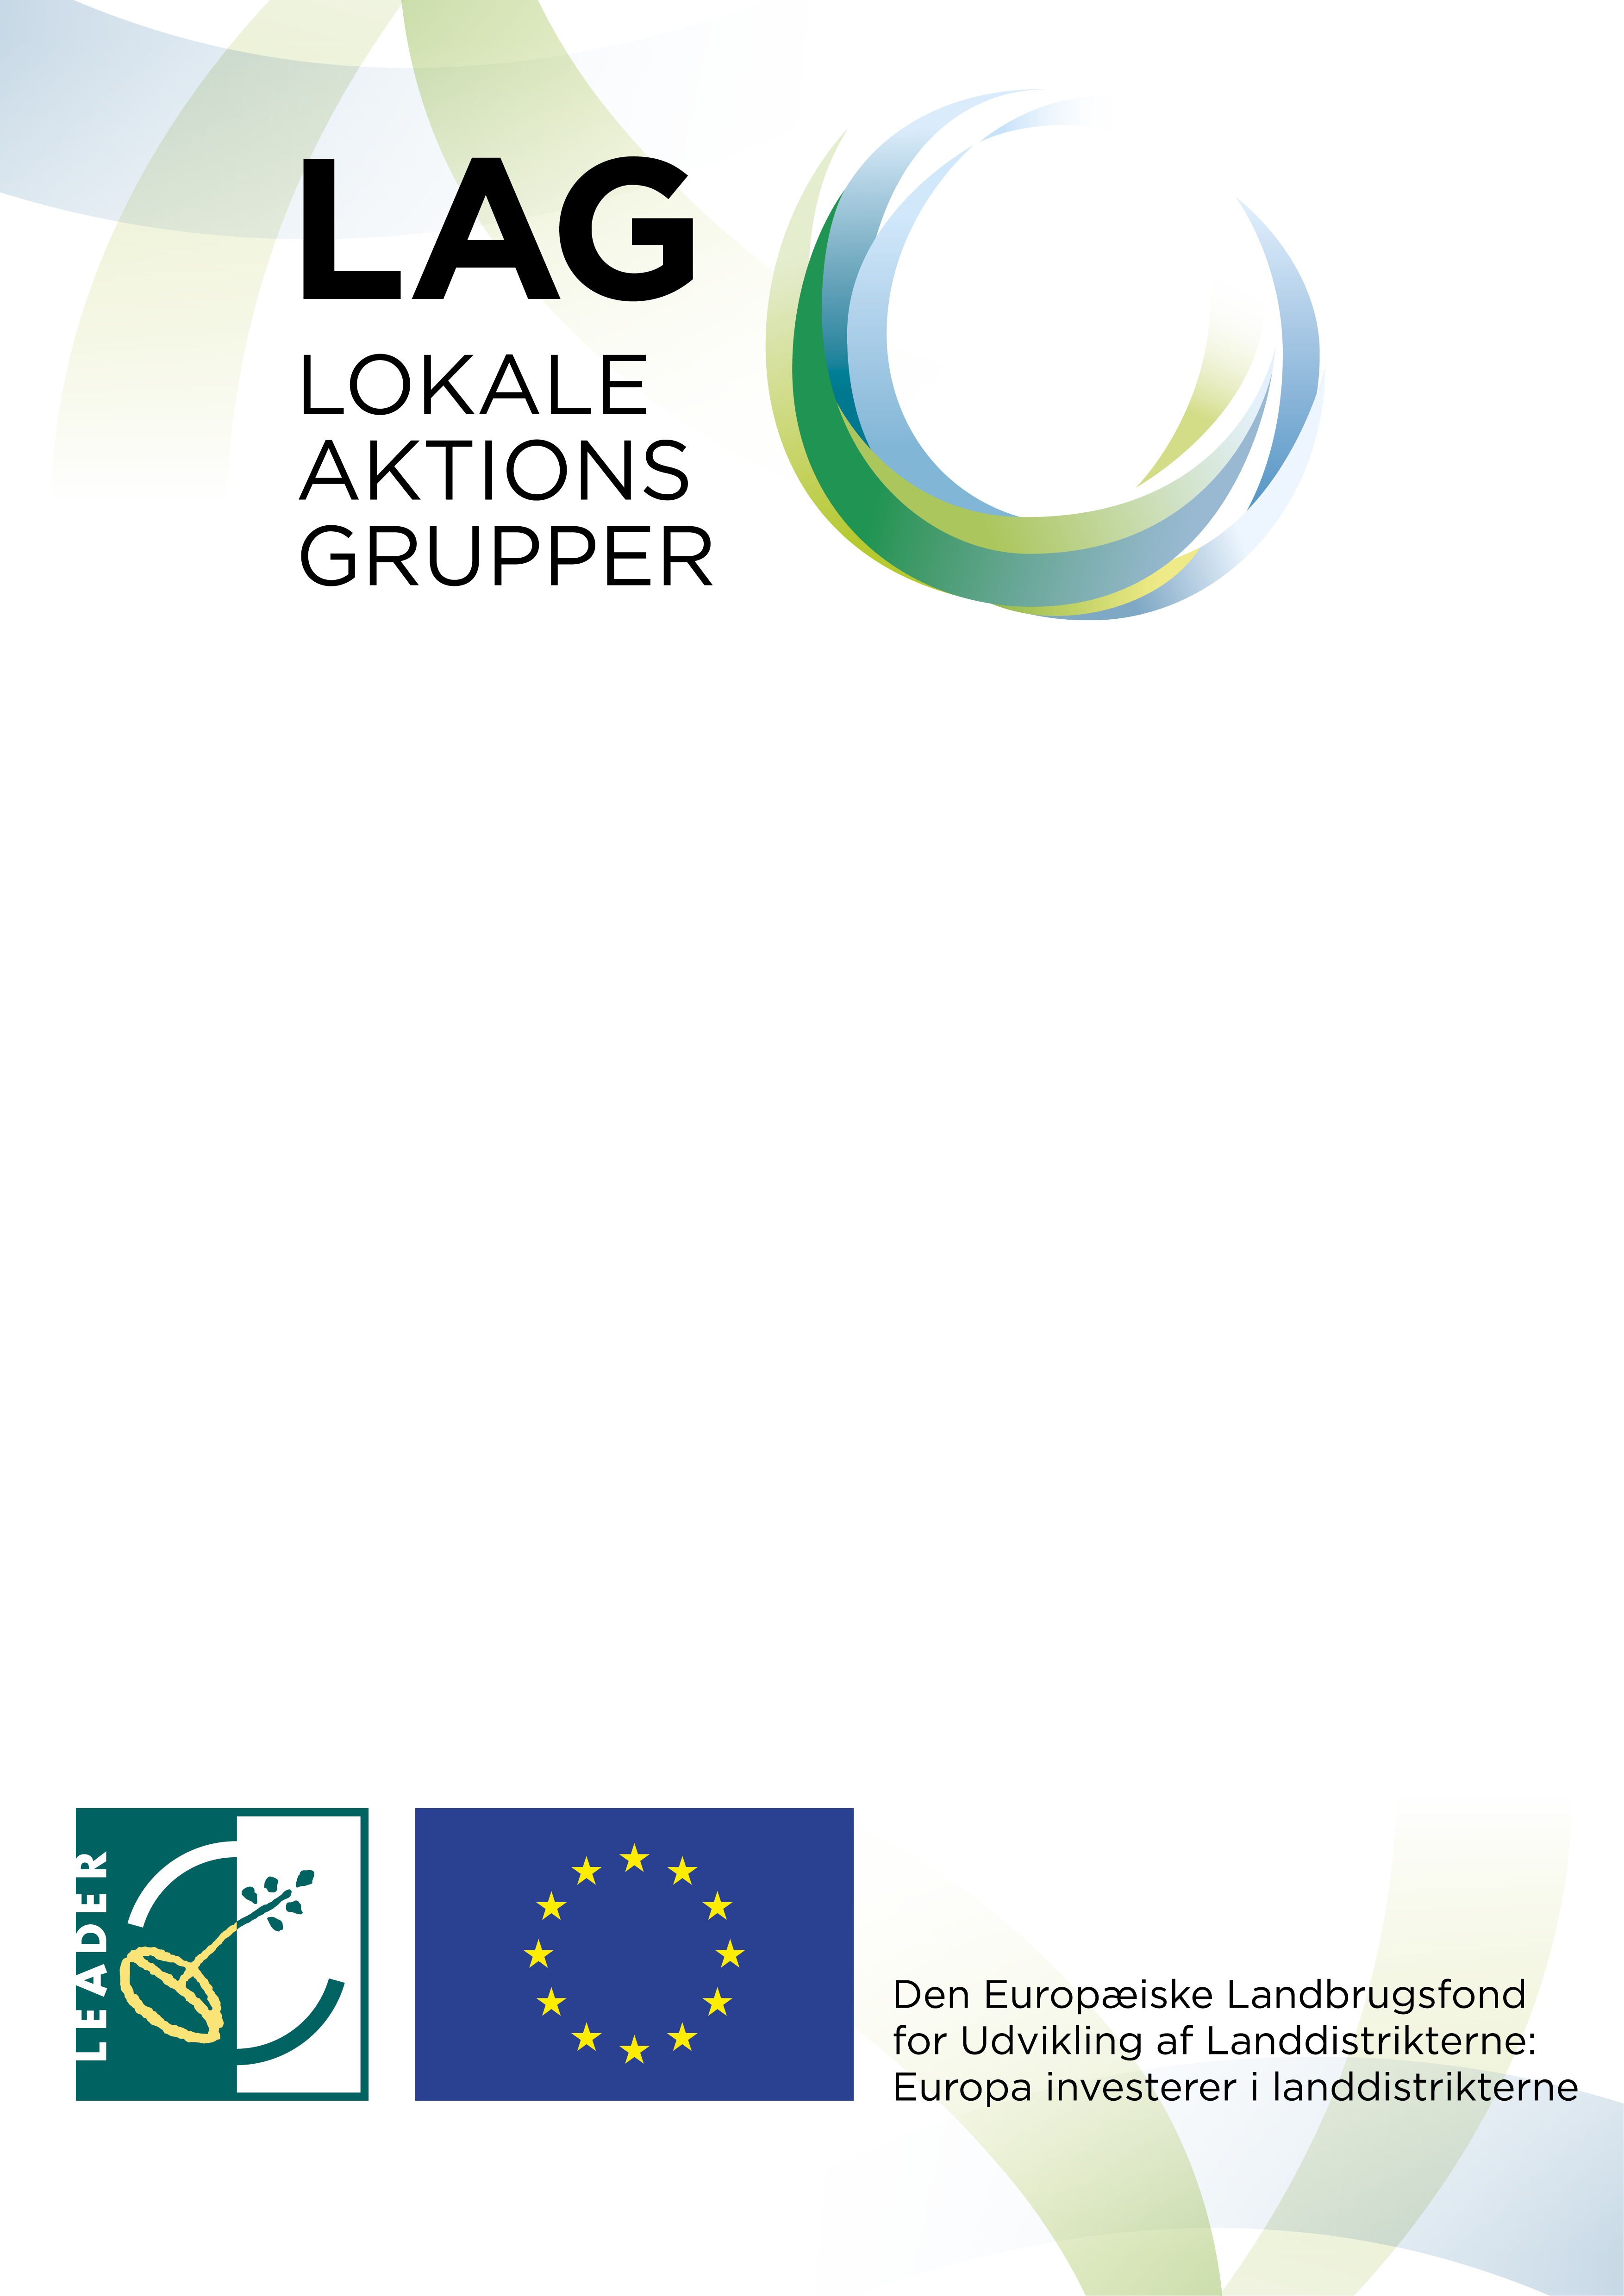 LAG
LOKALE
AKTIONS
GRUPPER
LEADER
Den Europæiske Landbrugsfond
for Udvikling af Landdistrikterne:
Europa investerer i landdistrikterne